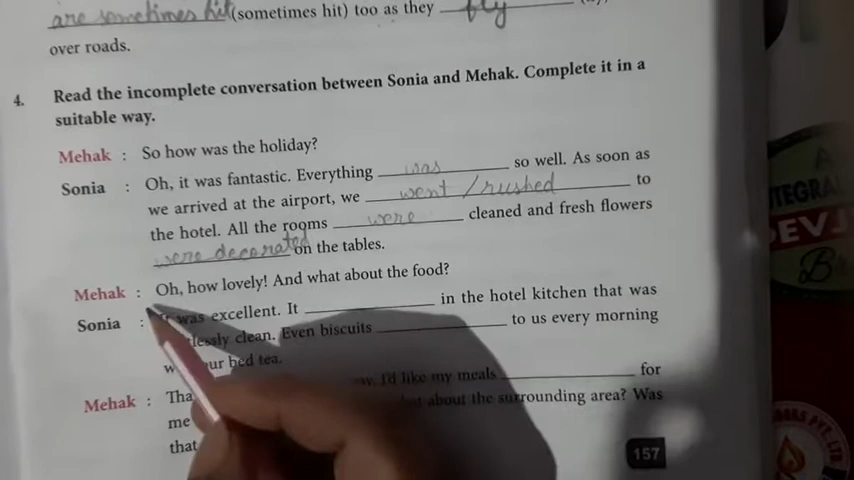 are sometimes hit (sometimes hit) too as they fly
over roads.
4. Read the incomplete conversation between Sonia and Mehak. Complete it in a
suitable way.
Mehak : So how was the holiday?
Sonia : Oh, it was fantastic. Everything was so well. As soon as
we arrived at the airport, we went / rushed to
the hotel. All the rooms were cleaned and fresh flowers
were decorated on the tables.
Mehak : Oh, how lovely! And what about the food?
Sonia : was excellent. It ____ in the hotel kitchen that was
clean. Even biscuits ____ to us every morning
bed tea.
Mehak : I'd like my meals ____ for
me about the surrounding area? Was
that
157
DEVJ